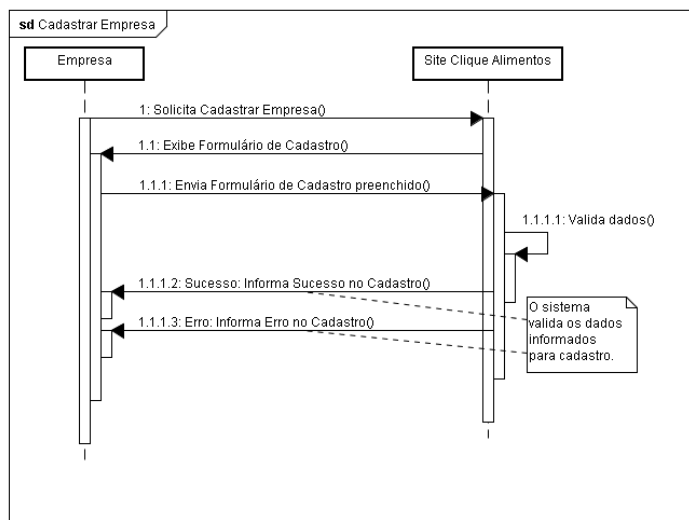 sd Cadastrar Empresa
Empresa
Site Clique Alimentos
1: Solicita Cadastrar Empresa()
1.1: Exibe Formulário de Cadastro()
1.1.1: Envia Formulário de Cadastro preenchido()
1.1.1.1: Valida dados()
1.1.1.2: Sucesso: Informa Sucesso no Cadastro()
1.1.1.3: Erro: Informa Erro no Cadastro()
O sistema
valida os dados
informados
para cadastro.